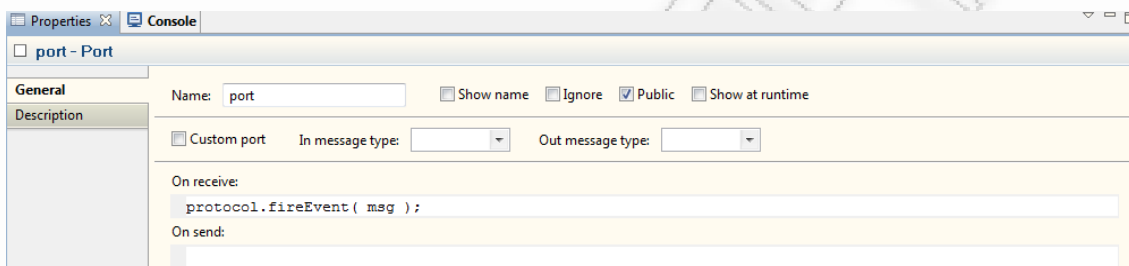 Properties Console
port - Port
General
Description
Name: port Show name Ignore Public Show at runtime
Custom port In message type: Out message type:
On receive:
protocol.fireEvent( msg );
On send: